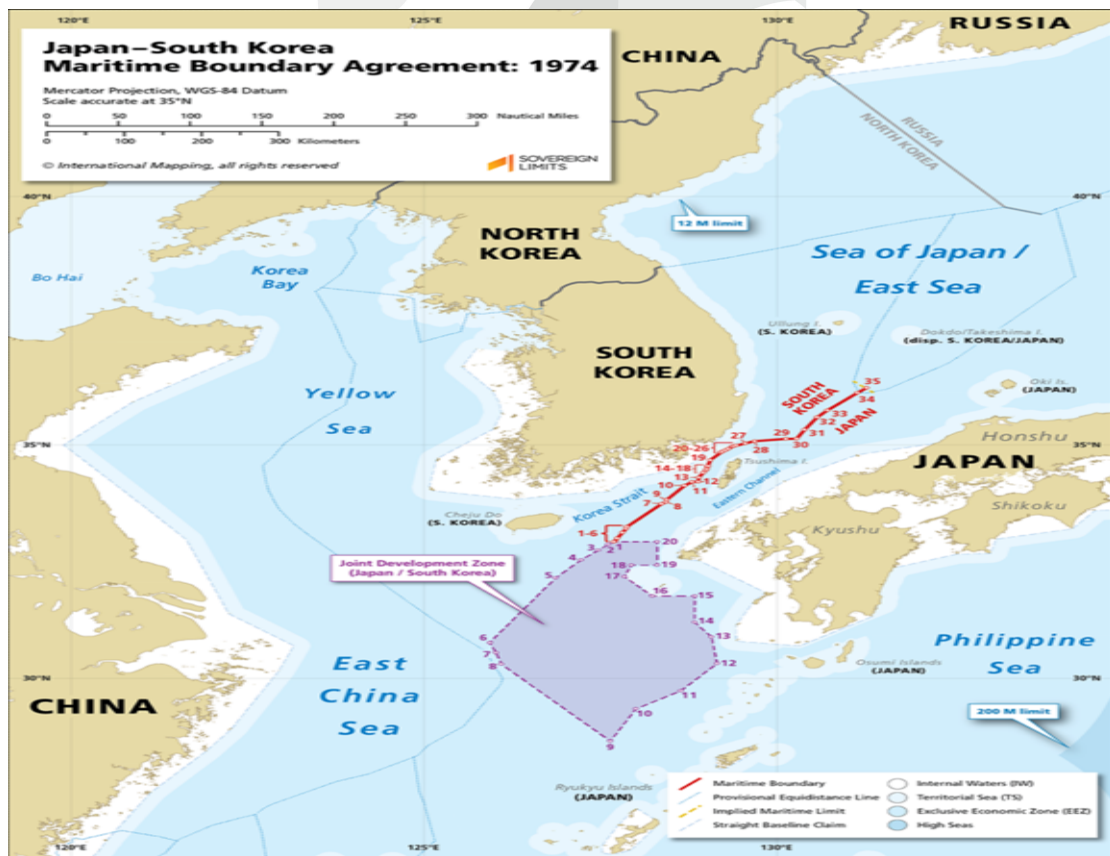 120°E
125°E
130°E
RUSSIA
Japan–South Korea
Maritime Boundary Agreement: 1974
Mercator Projection, WGS-84 Datum
Scale accurate at 35°N
0 50 100 150 200 250 300 Nautical Miles
0 100 200 300 Kilometers
© International Mapping, all rights reserved
SOVEREIGN
LIMITS
CHINA
RUSSIA
NORTH KOREA
40°N
40°N
12 M limit
NORTH
KOREA
Sea of Japan /
East Sea
Korea
Bay
Bo Hai
Ullung I.
(S. KOREA)
Dokdo/Takeshima I.
(disp. S. KOREA/JAPAN)
SOUTH
KOREA
Oki Is.
(JAPAN)
Yellow
Sea
SOUTH
KOREA
JAPAN
35
34
33
32
31
30
29
28
27
20-26
19
14-18
13
12
11
10
9
8
7
1-6
35°N
35°N
Honshu
JAPAN
Tsushima I.
Eastern Channel
Korea Strait
Shikoku
Kyushu
Cheju Do
(S. KOREA)
Joint Development Zone
(Japan / South Korea)
1
2
3
4
5
6
7
8
9
10
11
12
13
14
15
16
17
18
19
20
Philippine
Sea
East
China
Sea
Osumi Islands
(JAPAN)
30°N
30°N
CHINA
200 M limit
Ryukyu Islands
(JAPAN)
Maritime Boundary
Provisional Equidistance Line
Implied Maritime Limit
Straight Baseline Claim
Internal Waters (IW)
Territorial Sea (TS)
Exclusive Economic Zone (EEZ)
High Seas
120°E
125°E
130°E